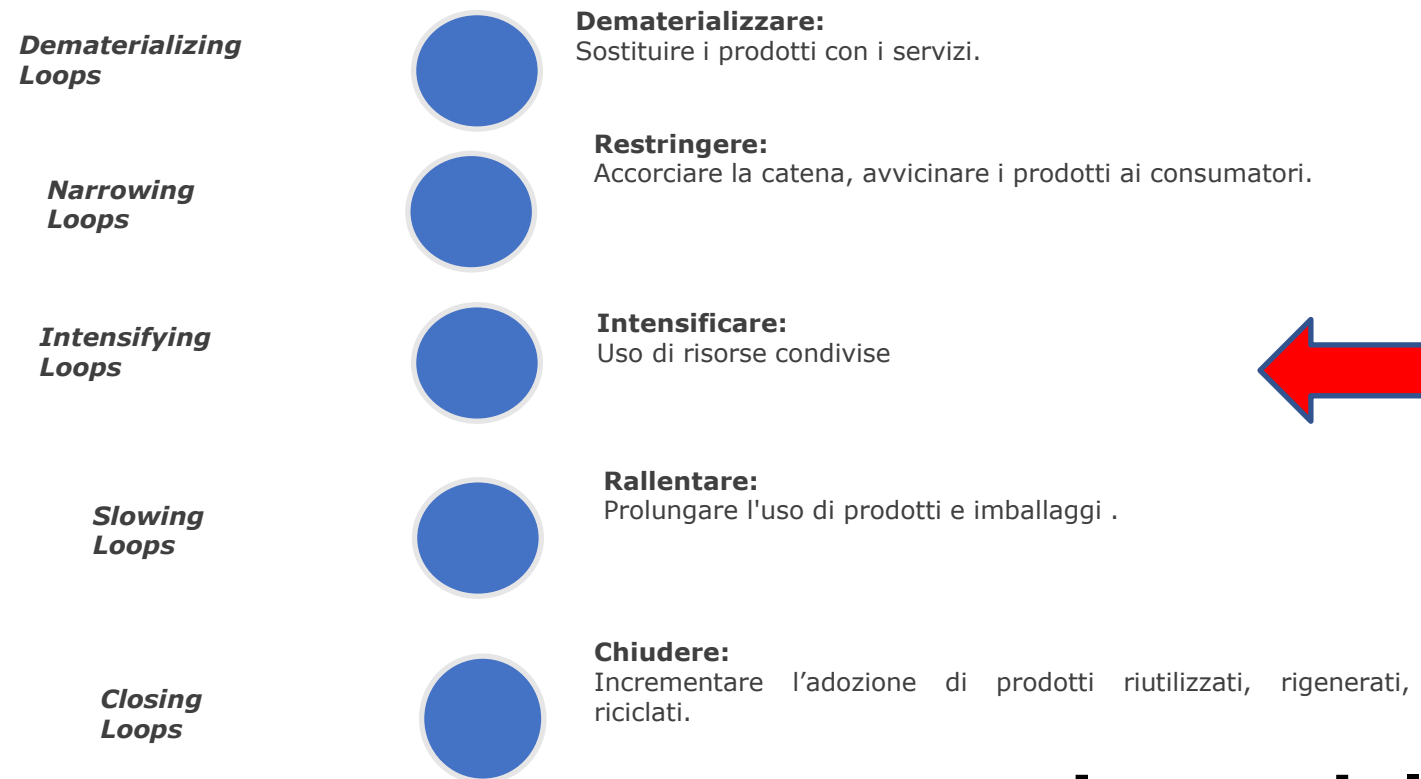 Dematerializing
Loops
Dematerializzare:
Sostituire i prodotti con i servizi.
Narrowing
Loops
Restringere:
Accorciare la catena, avvicinare i prodotti ai consumatori.
Intensifying
Loops
Intensificare:
Uso di risorse condivise
Slowing
Loops
Rallentare:
Prolungare l'uso di prodotti e imballaggi .
Closing
Loops
Chiudere:
Incrementare l’adozione di prodotti riutilizzati, rigenerati,
riciclati.